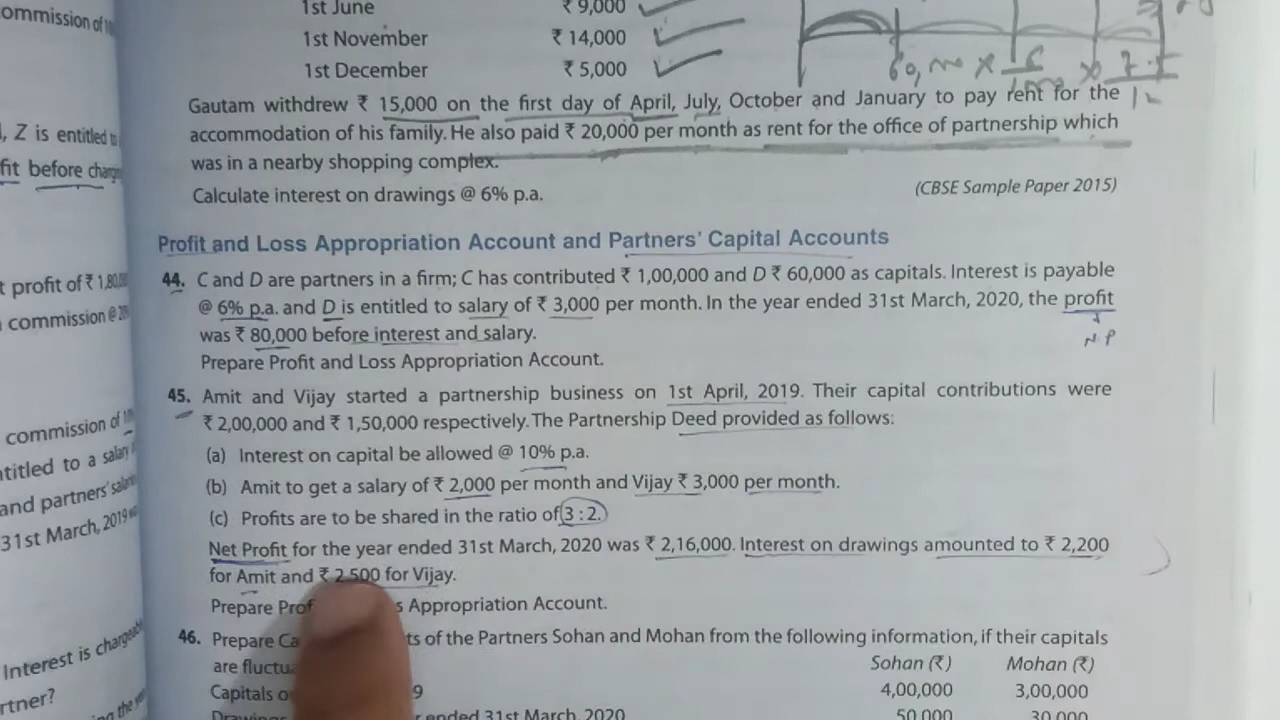 ommission of 10
, Z is entitled to
fit before chargin
t profit of ₹ 1,80,00
commission @ 20
commission of 10
titled to a salary
and partners' salar
31st March, 2019 w
Interest is chargeab
rtner?
1st June ₹ 9,000
1st November ₹ 14,000
1st December ₹ 5,000
Gautam withdrew ₹ 15,000 on the first day of April, July, October and January to pay rent for the
accommodation of his family. He also paid ₹ 20,000 per month as rent for the office of partnership which
was in a nearby shopping complex.
Calculate interest on drawings @ 6% p.a. (CBSE Sample Paper 2015)
Profit and Loss Appropriation Account and Partners' Capital Accounts
44. C and D are partners in a firm; C has contributed ₹ 1,00,000 and D ₹ 60,000 as capitals. Interest is payable
@ 6% p.a. and D is entitled to salary of ₹ 3,000 per month. In the year ended 31st March, 2020, the profit
was ₹ 80,000 before interest and salary.
N.P
Prepare Profit and Loss Appropriation Account.
45. Amit and Vijay started a partnership business on 1st April, 2019. Their capital contributions were
₹ 2,00,000 and ₹ 1,50,000 respectively. The Partnership Deed provided as follows:
(a) Interest on capital be allowed @ 10% p.a.
(b) Amit to get a salary of ₹ 2,000 per month and Vijay ₹ 3,000 per month.
(c) Profits are to be shared in the ratio of 3 : 2.
Net Profit for the year ended 31st March, 2020 was ₹ 2,16,000. Interest on drawings amounted to ₹ 2,200
for Amit and ₹ 2,500 for Vijay.
Prepare Prof s Appropriation Account.
46. Prepare Ca ts of the Partners Sohan and Mohan from the following information, if their capitals
are fluctu Sohan (₹) Mohan (₹)
Capitals o 9 4,00,000 3,00,000
Drawings r ended 31st March, 2020 50,000 30,000